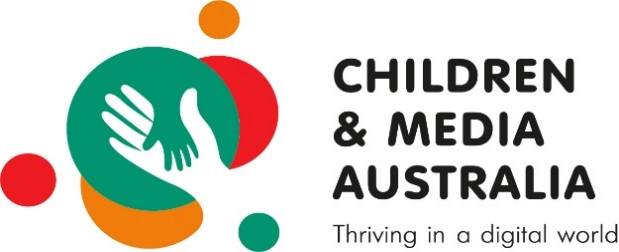 CHILDREN
& MEDIA
AUSTRALIA
Thriving in a digital world